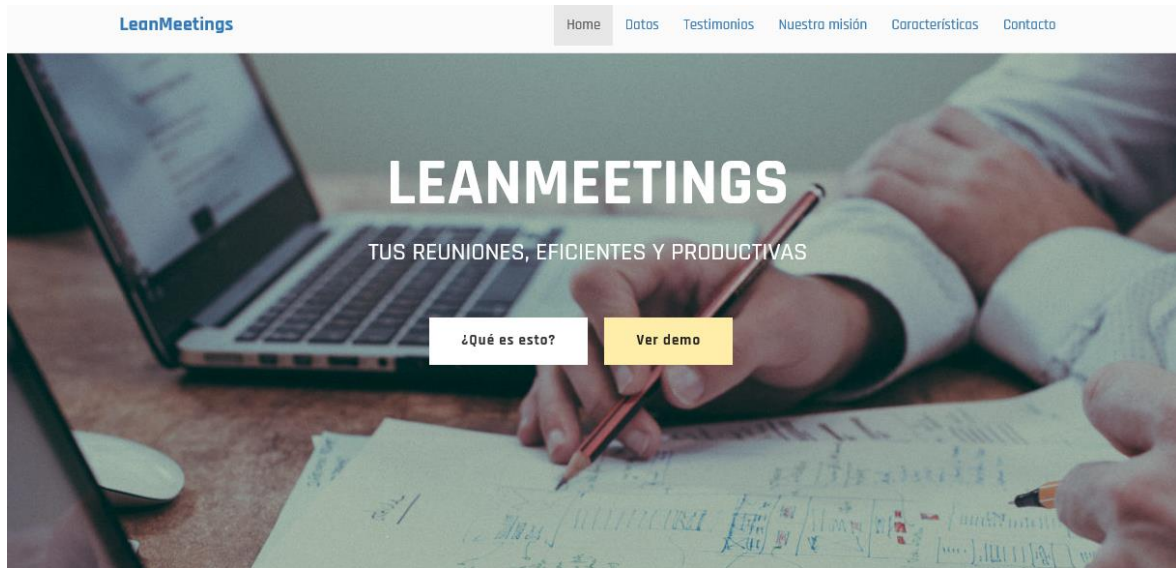 LeanMeetings
Home Datos Testimonios Nuestra misión Características Contacto
LEANMEETINGS
TUS REUNIONES, EFICIENTES Y PRODUCTIVAS
¿Qué es esto? Ver demo